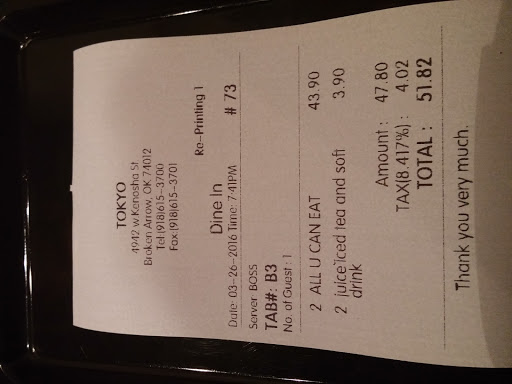 TOKYO
4942 w Kenosha St
Broken Arrow, OK 74012
Tel:(918)615-3700
Fax:(918)615-3701
Re-Printing 1
Dine In # 73
Date: 03-26-2016 Time: 7:41PM
Server: BOSS
TAB#: B3
No. of Guest : 1
2 ALL U CAN EAT 43.90
2 juice`Iced tea and soft 3.90
drink
Amount : 47.80
TAX(8.417%) : 4.02
TOTAL : 51.82
Thank you very much.